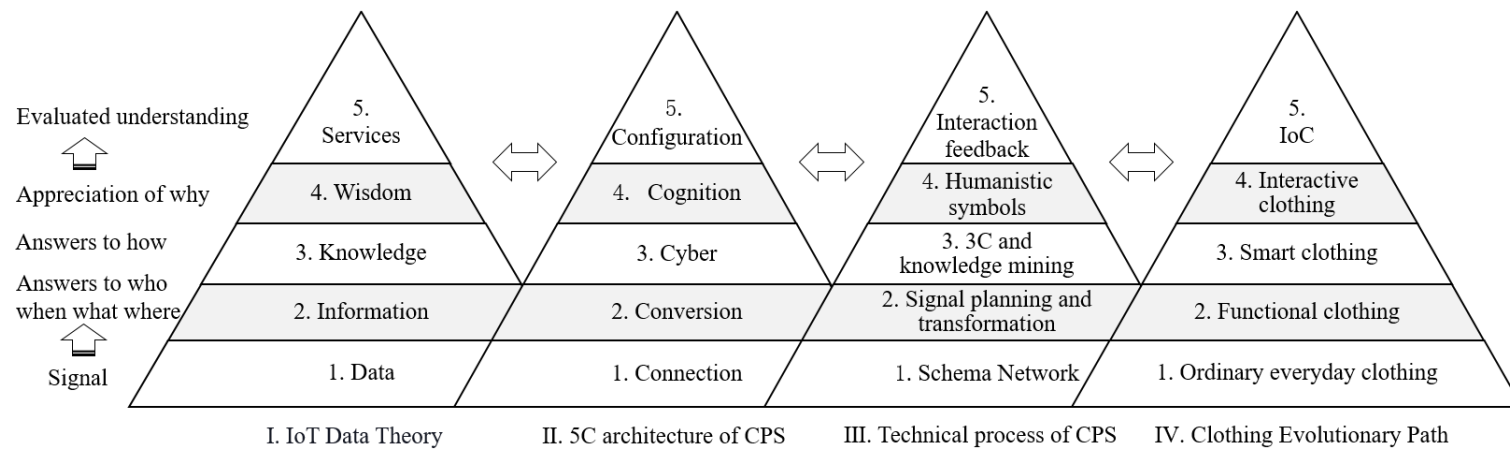 Evaluated understanding
Appreciation of why
Answers to how
Answers to who
when what where
Signal
5.
Services
4. Wisdom
3. Knowledge
2. Information
1. Data
I. IoT Data Theory
5.
Configuration
4. Cognition
3. Cyber
2. Conversion
1. Connection
II. 5C architecture of CPS
5.
Interaction
feedback
4. Humanistic
symbols
3. 3C and
knowledge mining
2. Signal planning and
transformation
1. Schema Network
III. Technical process of CPS
5.
IoC
4. Interactive
clothing
3. Smart clothing
2. Functional clothing
1. Ordinary everyday clothing
IV. Clothing Evolutionary Path